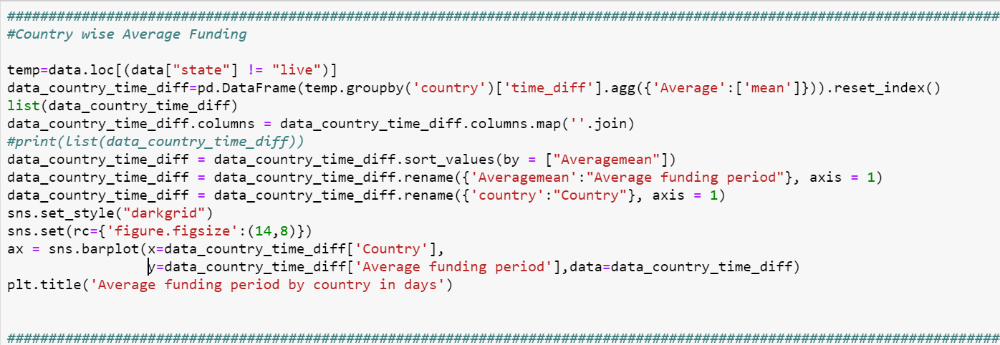 ########################################################################################################################
#Country wise Average Funding
temp=data.loc[(data["state"] != "live")]
data_country_time_diff=pd.DataFrame(temp.groupby('country')['time_diff'].agg({'Average':['mean']})).reset_index()
list(data_country_time_diff)
data_country_time_diff.columns = data_country_time_diff.columns.map(''.join)
#print(list(data_country_time_diff))
data_country_time_diff = data_country_time_diff.sort_values(by = ["Averagemean"])
data_country_time_diff = data_country_time_diff.rename({'Averagemean':"Average funding period"}, axis = 1)
data_country_time_diff = data_country_time_diff.rename({'country':"Country"}, axis = 1)
sns.set_style("darkgrid")
sns.set(rc={'figure.figsize':(14,8)})
ax = sns.barplot(x=data_country_time_diff['Country'],
y=data_country_time_diff['Average funding period'],data=data_country_time_diff)
plt.title('Average funding period by country in days')
########################################################################################################################